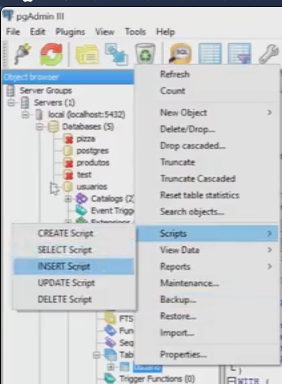 pgAdmin III
File Edit Plugins View Tools Help
Object browser
Server Groups
Servers (1)
local (localhost:5432)
Databases (5)
pizza
postgres
produtos
test
usuarios
Catalogs (2)
Event Trigg
Extensions
FTS
Fun
Seq
Tabl
Trigger Functions (0)
Refresh
Count
New Object
Delete/Drop...
Drop cascaded...
Truncate
Truncate Cascaded
Reset table statistics
Search objects...
Scripts
View Data
Reports
Maintenance...
Backup...
Restore...
Import...
Properties...
CREATE Script
SELECT Script
INSERT Script
UPDATE Script
DELETE Script
WITH (